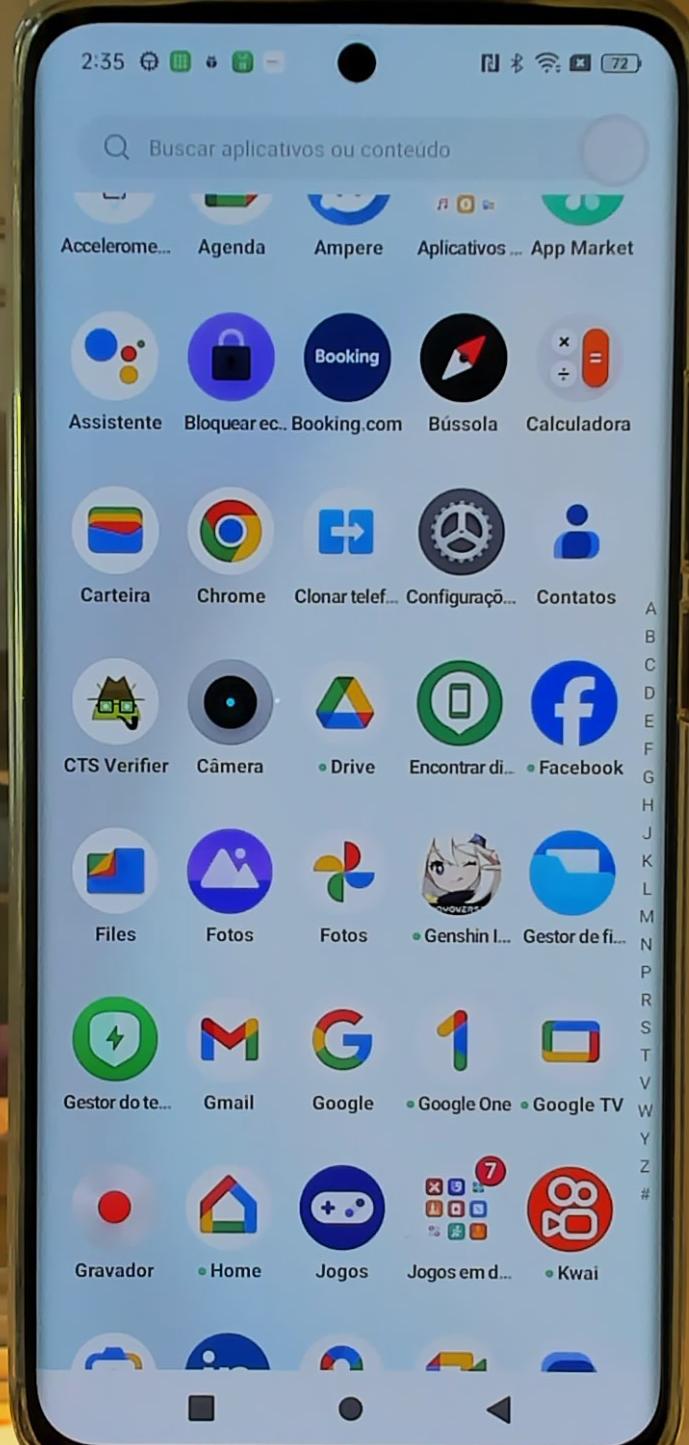 2:35 72
Buscar aplicativos ou conteúdo
Accelerome... Agenda Ampere Aplicativos ... App Market
Booking
Assistente Bloquear ec.. Booking.com Bússola Calculadora
Carteira Chrome Clonar telef... Configuraçõ... Contatos
A
B
C
D
CTS Verifier Câmera Drive Encontrar di... Facebook
E
F
G
H
J
K
L
M
Files Fotos Fotos Genshin I... Gestor de fi...
N
P
R
S
T
V
Gestor do te... Gmail Google Google One Google TV
W
Y
Z
#
7
Gravador Home Jogos Jogos em d... Kwai
in